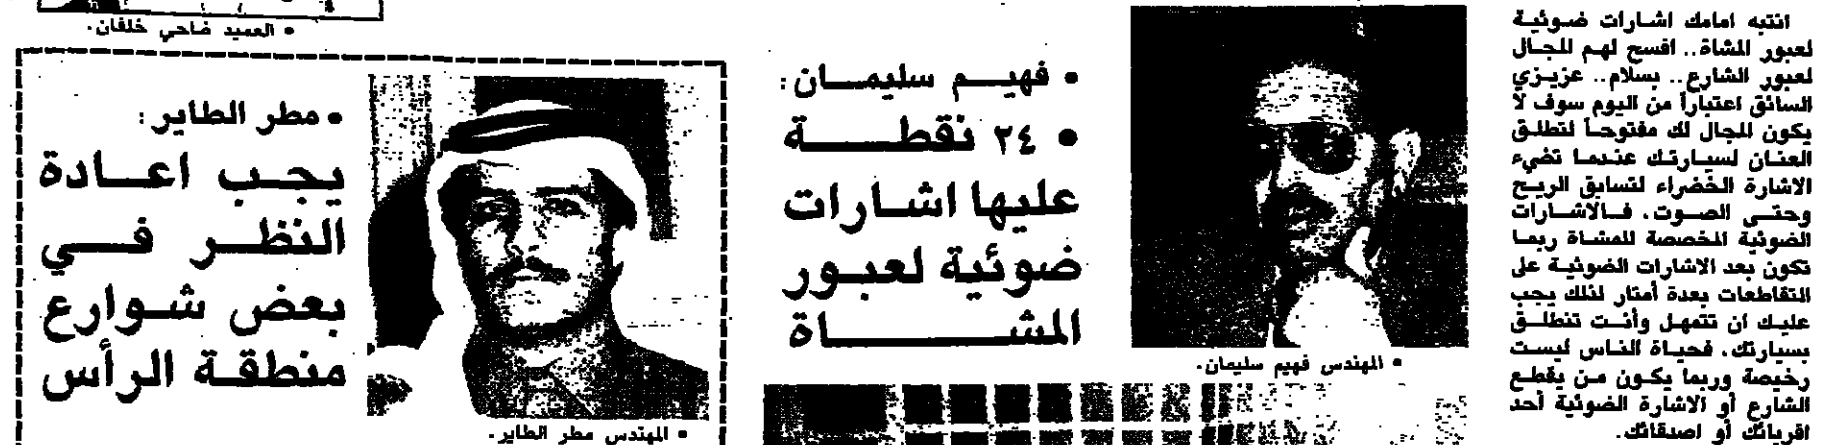 انتبه امامك اشارات ضوئية
لعبور المشاة.. افسح لهم المجال
لعبور الشارع.. بسلام.. عزيزي
السائق اعتباراً من اليوم سوف لا
يكون المجال لك مفتوحاً لتطلق
العنان لسيارتك عندما تضيء
الاشارة الخضراء لتسابق الريح
وحتى الصوت. فالاشارات
الضوئية المخصصة للمشاة ربما
تكون بعد الاشارات الضوئية على
التقاطعات بعدة أمتار لذلك يجب
عليك ان تتمهل وأنت تنطلق
بسيارتك. فحياة الناس ليست
رخيصة وربما يكون من يقطع
الشارع أو الاشارة الضوئية أحد
اقربائك أو اصدقائك.
• المهندس فهيم سليمان.
• فهيم سليمان:
• ٢٤ نقطة
عليها اشارات
ضوئية لعبور
المشاة
• العميد ضاحي خلفان.
• مطر الطاير:
يجب اعادة
النظر في
بعض شوارع
منطقة الرأس
• المهندس مطر الطاير.